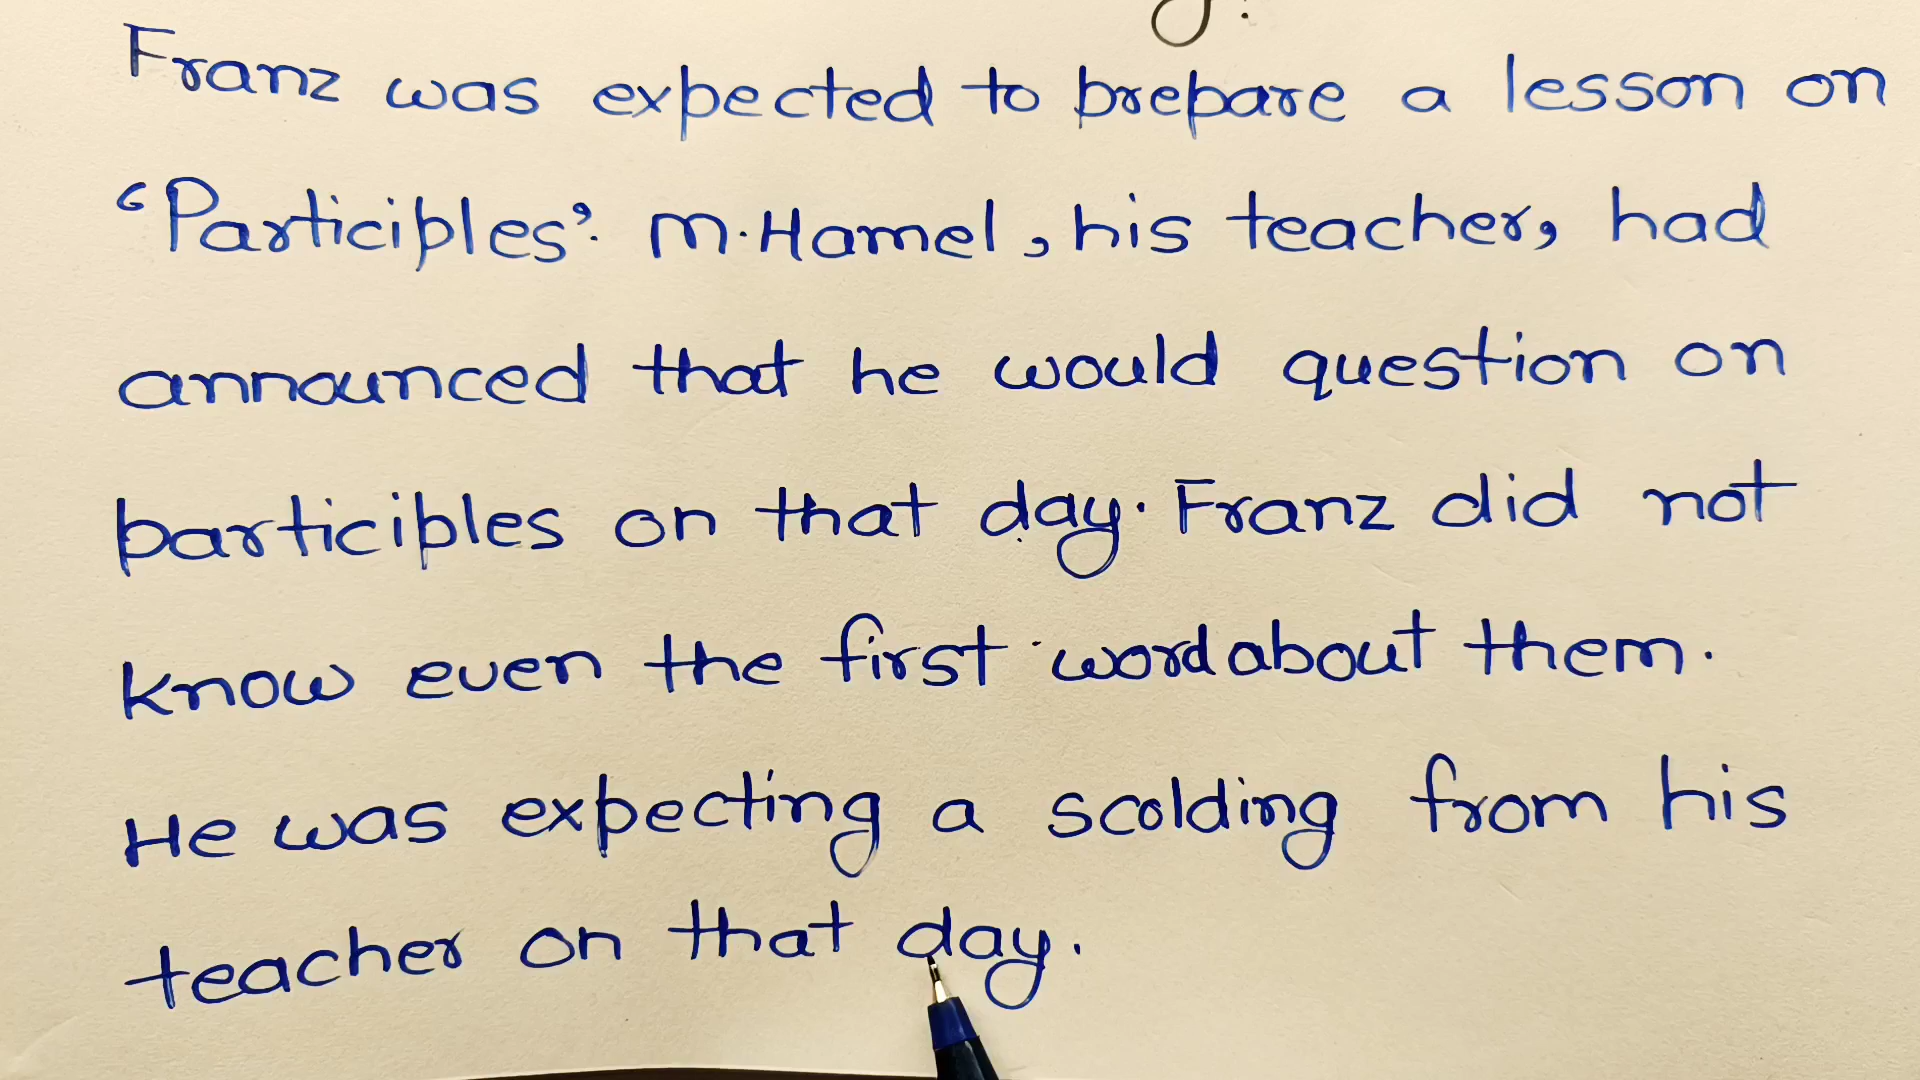 Franz was expected to prepare a lesson on
‘Participles’. M. Hamel, his teacher, had
announced that he would question on
participles on that day. Franz did not
know even the first word about them.
He was expecting a scolding from his
teacher on that day.